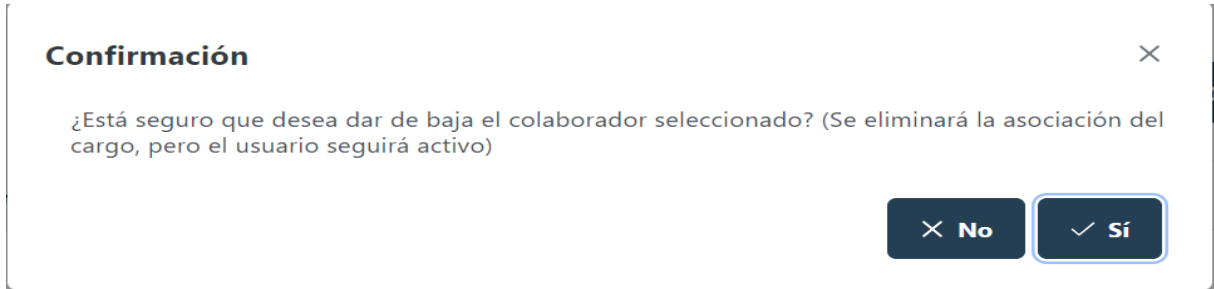 Confirmación
¿Está seguro que desea dar de baja el colaborador seleccionado? (Se eliminará la asociación del
cargo, pero el usuario seguirá activo)
No
Sí